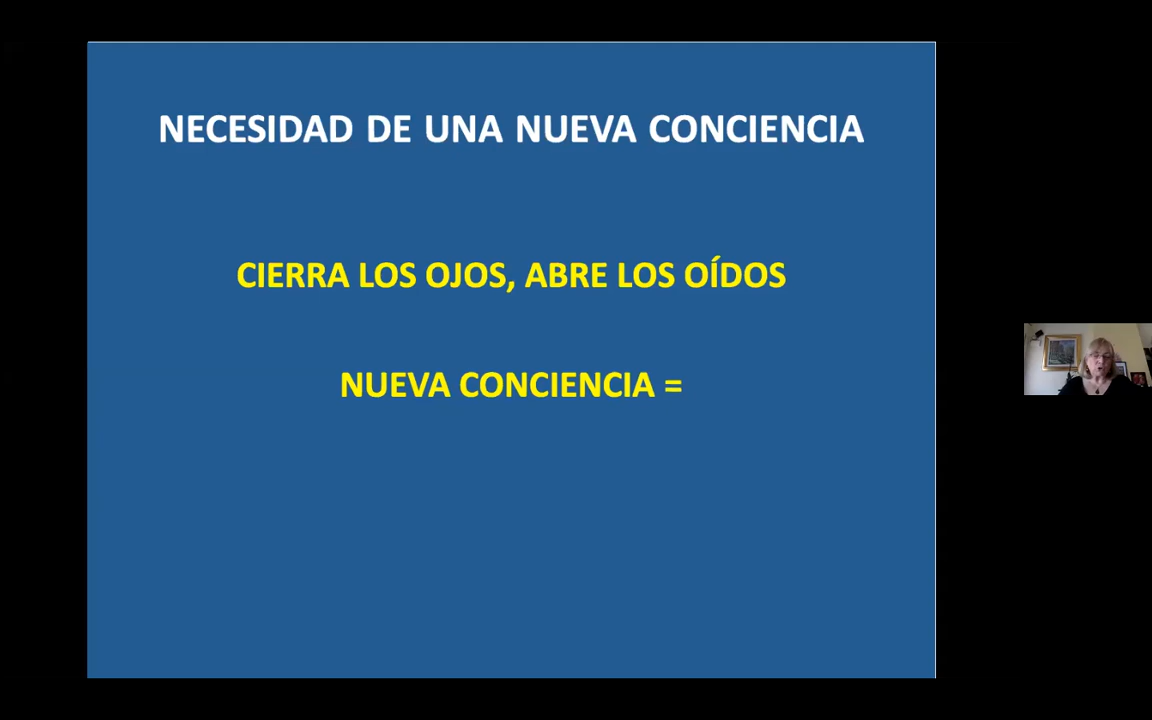 NECESIDAD DE UNA NUEVA CONCIENCIA
CIERRA LOS OJOS, ABRE LOS OÍDOS
NUEVA CONCIENCIA =